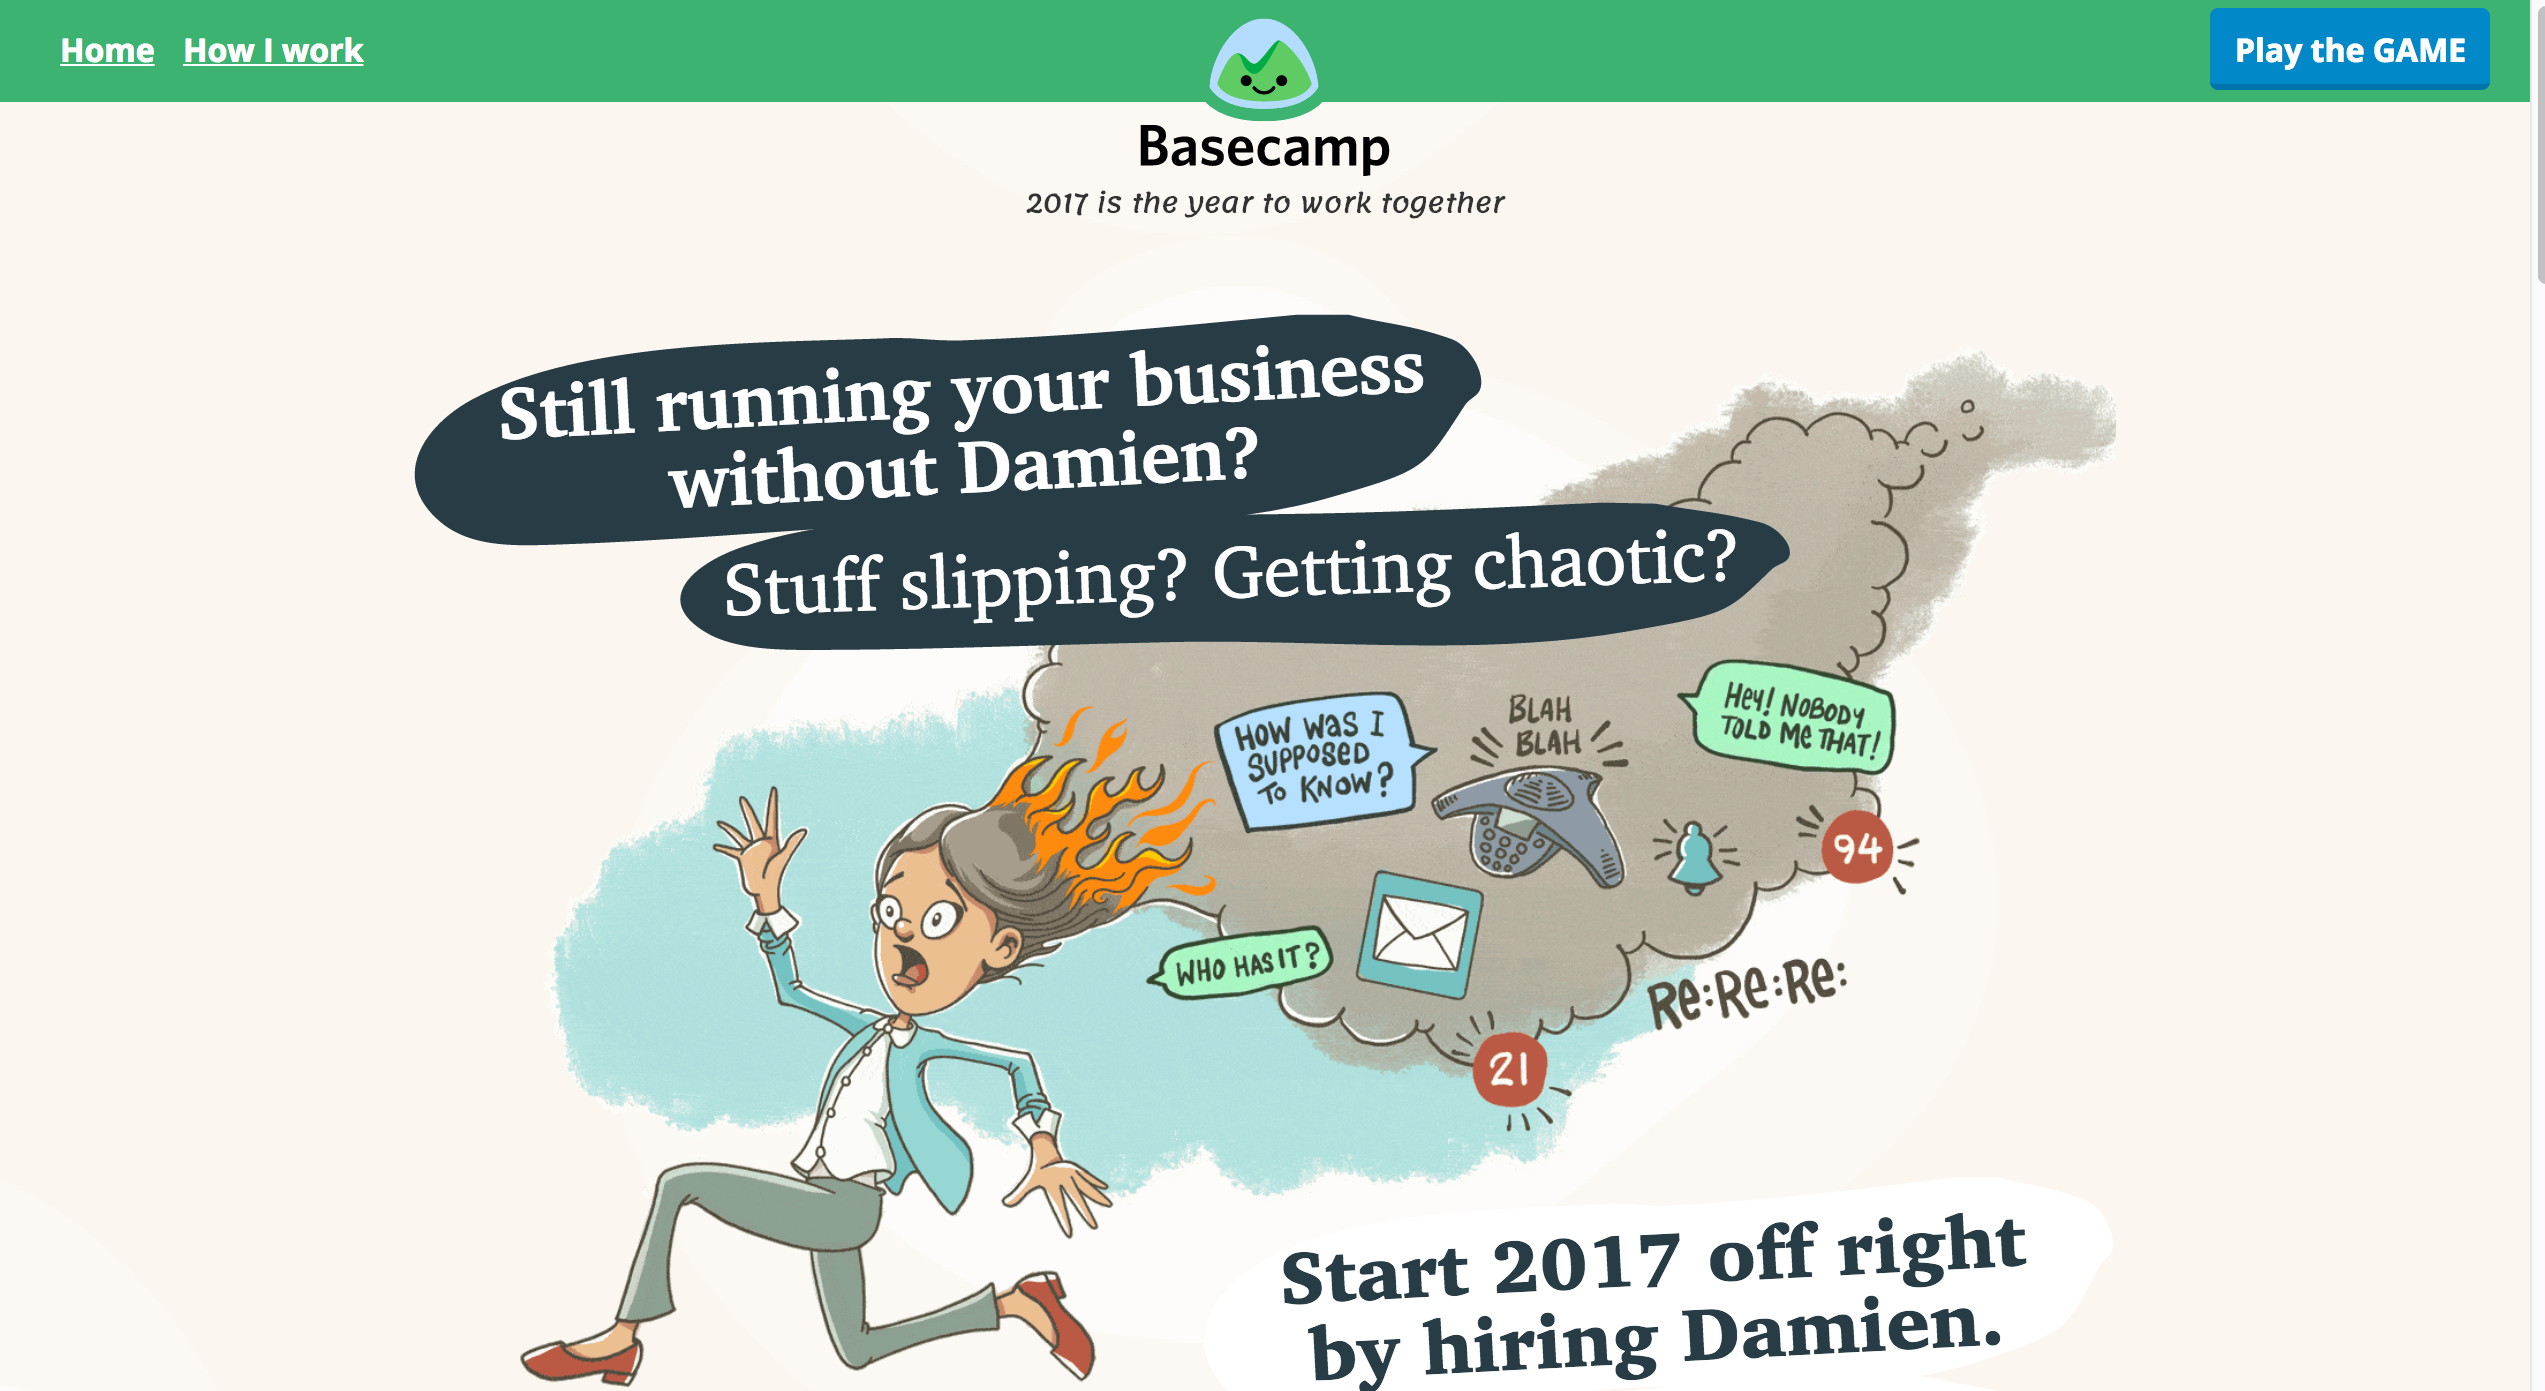 Home How I work
Play the GAME
Basecamp
2017 is the year to work together
Still running your business
without Damien?
Stuff slipping? Getting chaotic?
HOW WAS I
SUPPOSED
TO KNOW?
BLAH
BLAH
Hey! NOBODY
TOLD Me THAT!
94
WHO HAS IT?
Re:Re:Re:
21
Start 2017 off right
by hiring Damien.